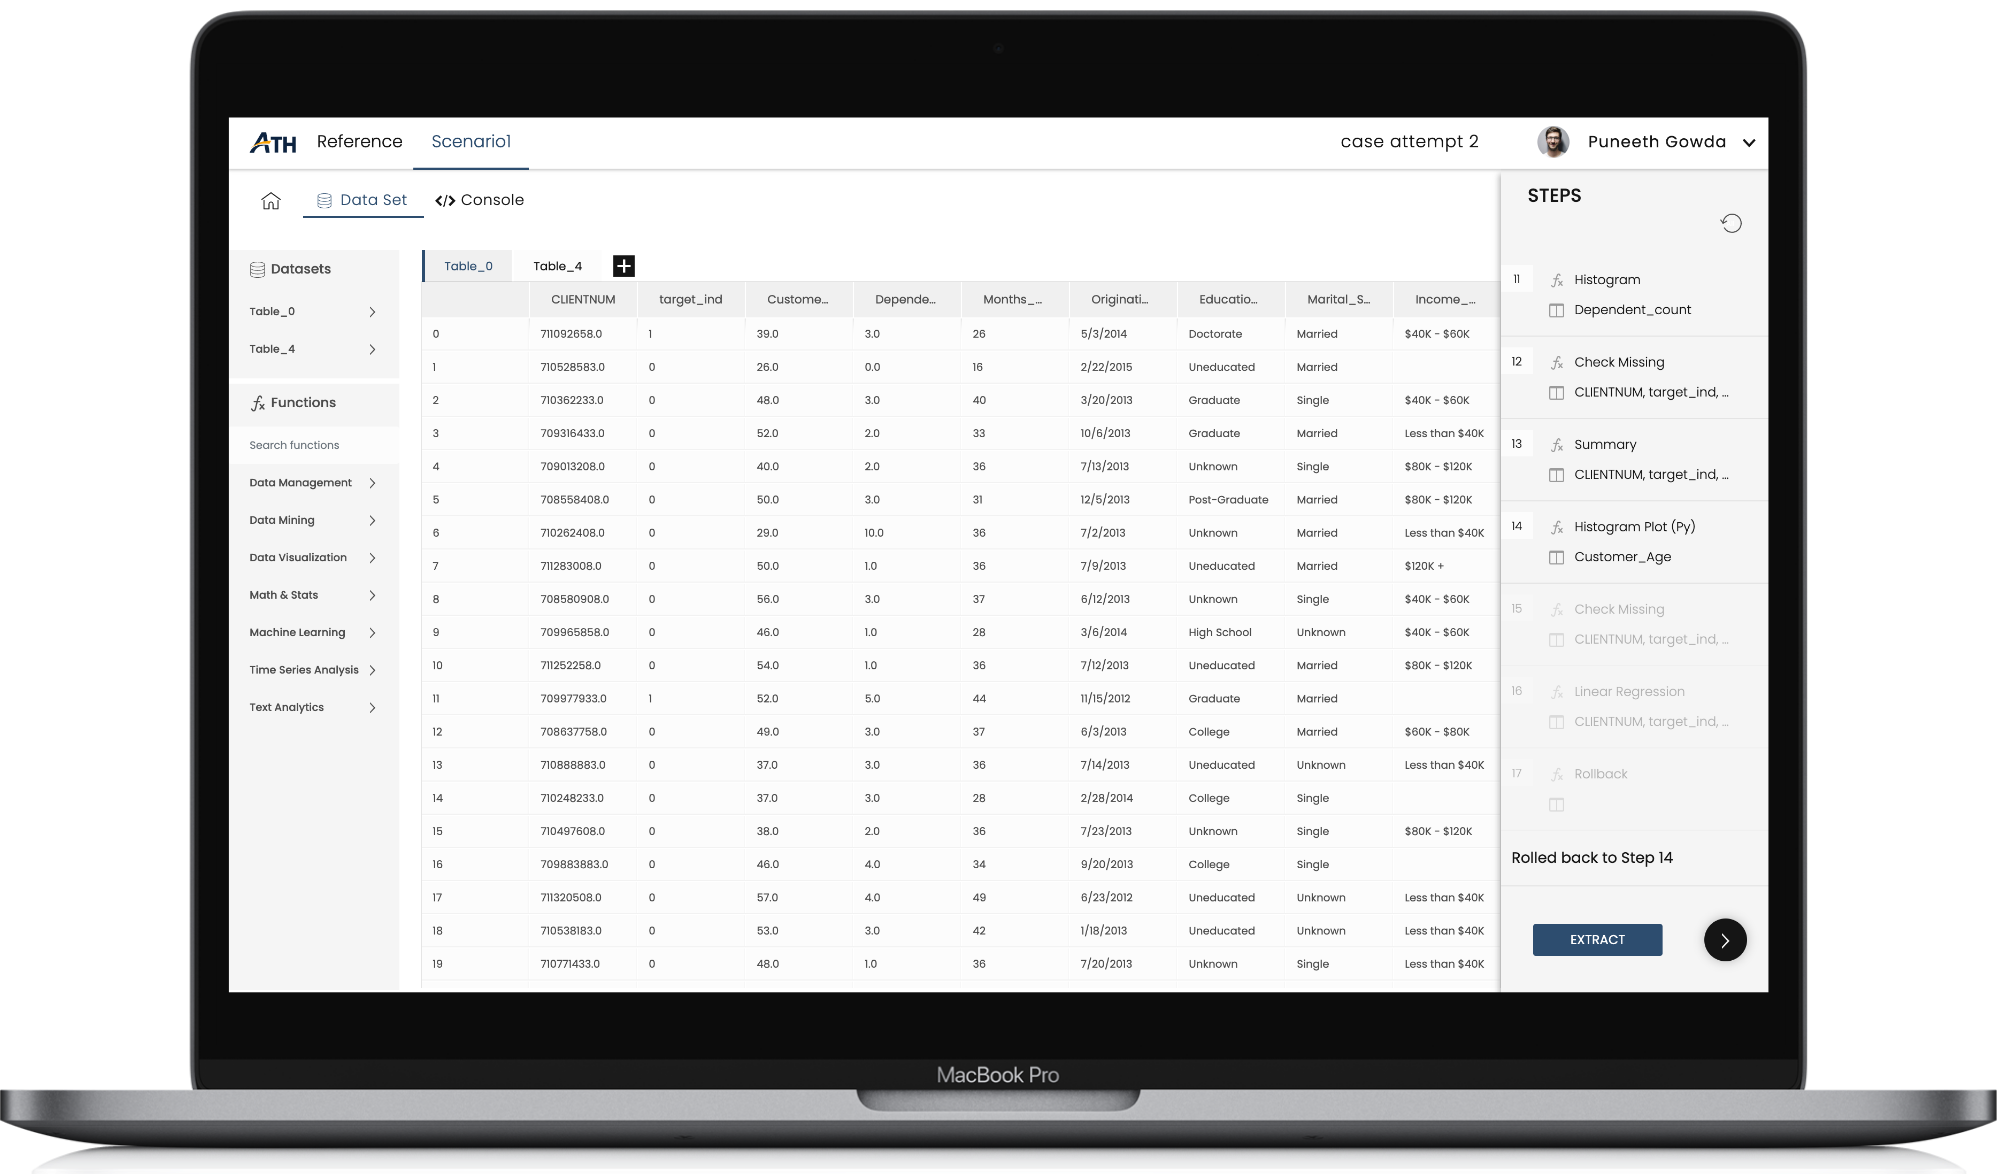 ATH Reference Scenario1 case attempt 2 Puneeth Gowda
Data Set </> Console
STEPS
Datasets
Table_0
Table_4
fx Functions
Search functions
Data Management
Data Mining
Data Visualization
Math & Stats
Machine Learning
Time Series Analysis
Text Analytics
Table_0 Table_4 +
CLIENTNUM target_ind Custome... Depende... Months_... Originati... Educatio... Marital_S... Income_...
0 711092658.0 1 39.0 3.0 26 5/3/2014 Doctorate Married $40K - $60K
1 710528583.0 0 26.0 0.0 16 2/22/2015 Uneducated Married
2 710362233.0 0 48.0 3.0 40 3/20/2013 Graduate Single $40K - $60K
3 709316433.0 0 52.0 2.0 33 10/6/2013 Graduate Married Less than $40K
4 709013208.0 0 40.0 2.0 36 7/13/2013 Unknown Single $80K - $120K
5 708558408.0 0 50.0 3.0 31 12/5/2013 Post-Graduate Married $80K - $120K
6 710262408.0 0 29.0 10.0 36 7/2/2013 Unknown Married Less than $40K
7 711283008.0 0 50.0 1.0 36 7/9/2013 Uneducated Married $120K +
8 708580908.0 0 56.0 3.0 37 6/12/2013 Unknown Single $40K - $60K
9 709965858.0 0 46.0 1.0 28 3/6/2014 High School Unknown $40K - $60K
10 711252258.0 0 54.0 1.0 36 7/12/2013 Uneducated Married $80K - $120K
11 709977933.0 1 52.0 5.0 44 11/15/2012 Graduate Married
12 708637758.0 0 49.0 3.0 37 6/3/2013 College Married $60K - $80K
13 710888883.0 0 37.0 3.0 36 7/14/2013 Uneducated Unknown Less than $40K
14 710248233.0 0 37.0 3.0 28 2/28/2014 College Single
15 710497608.0 0 38.0 2.0 36 7/23/2013 Unknown Single $80K - $120K
16 709883883.0 0 46.0 4.0 34 9/20/2013 College Single
17 711320508.0 0 57.0 4.0 49 6/23/2012 Uneducated Unknown Less than $40K
18 710538183.0 0 53.0 3.0 42 1/18/2013 Uneducated Unknown Less than $40K
19 710771433.0 0 48.0 1.0 36 7/20/2013 Unknown Single Less than $40K
11 fx Histogram
Dependent_count
12 fx Check Missing
CLIENTNUM, target_ind, ...
13 fx Summary
CLIENTNUM, target_ind, ...
14 fx Histogram Plot (Py)
Customer_Age
15 fx Check Missing
CLIENTNUM, target_ind, ...
16 fx Linear Regression
CLIENTNUM, target_ind, ...
17 fx Rollback
Rolled back to Step 14
EXTRACT
MacBook Pro